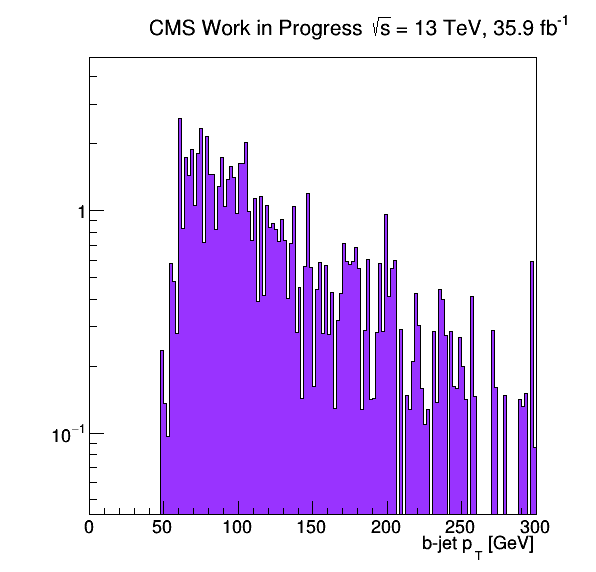 CMS Work in Progress √s = 13 TeV, 35.9 fb⁻¹
1
10⁻¹
0 50 100 150 200 250 300
b-jet p_T [GeV]